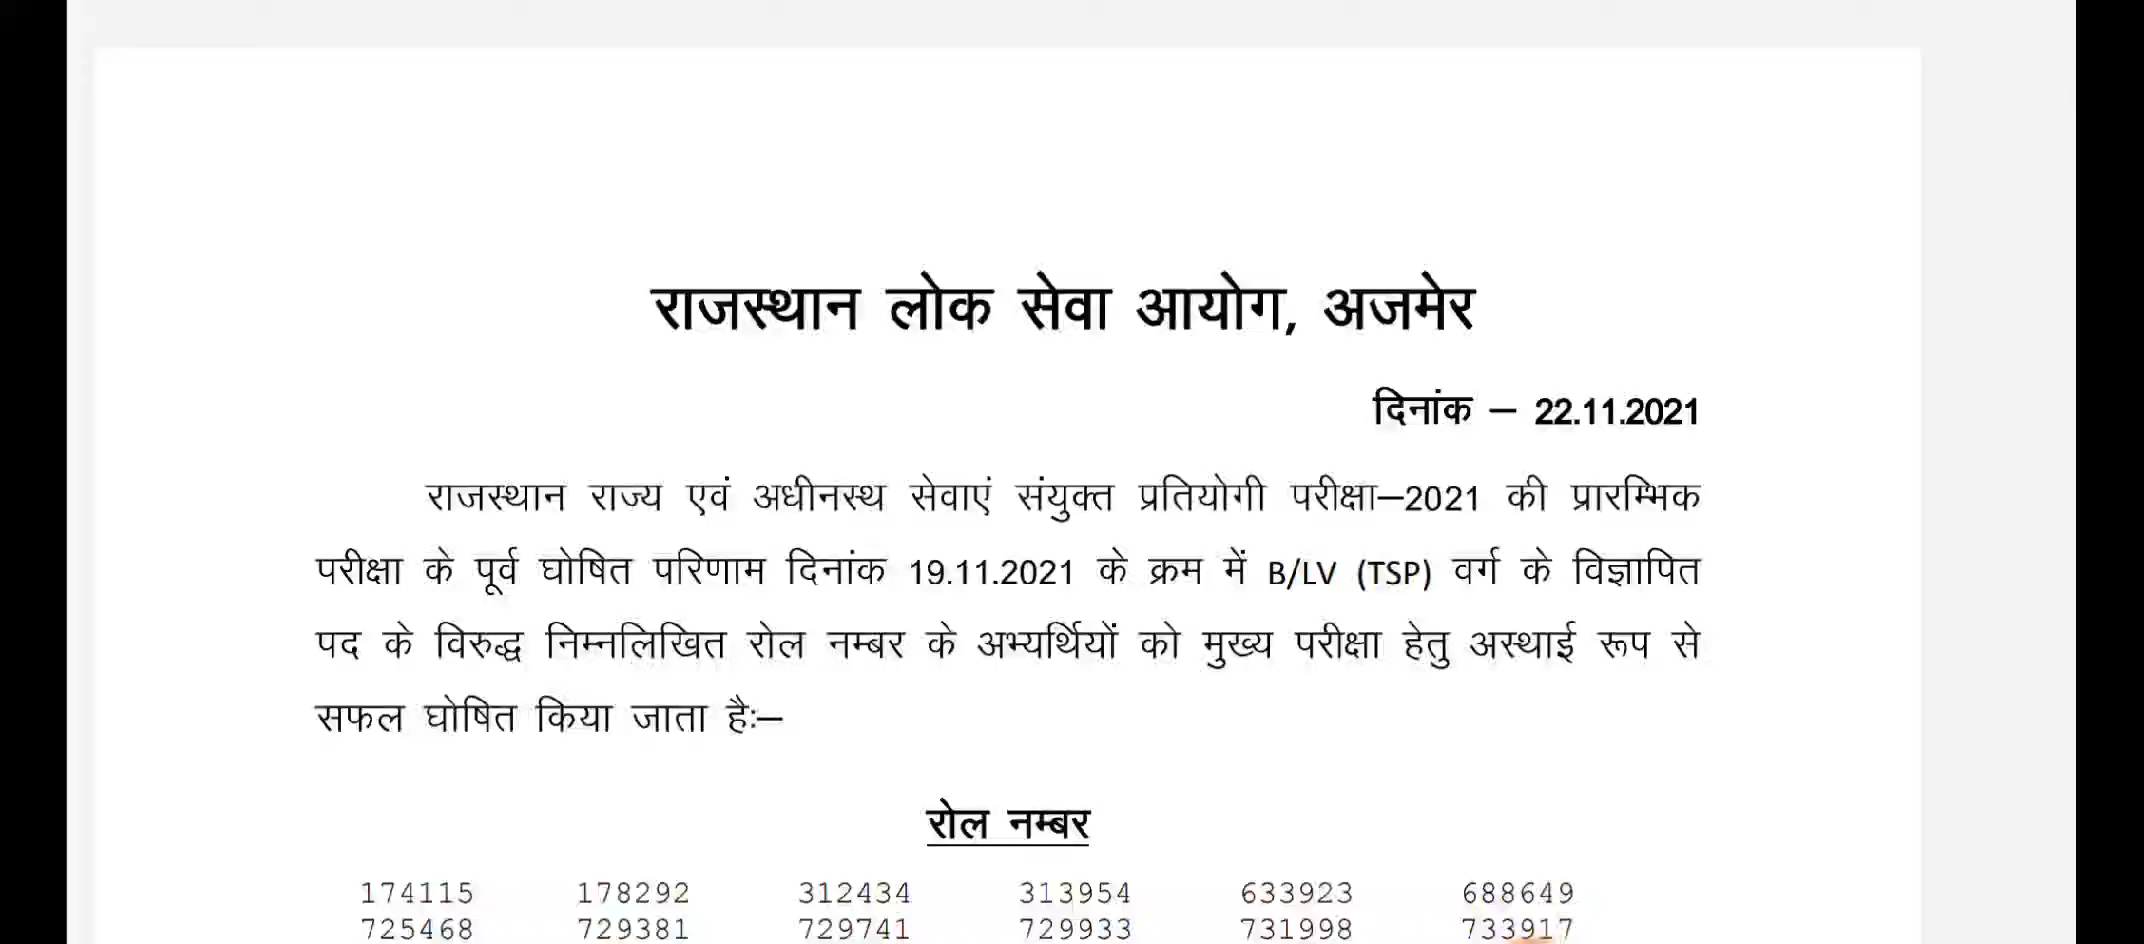 राजस्थान लोक सेवा आयोग, अजमेर
दिनांक – 22.11.2021
राजस्थान राज्य एवं अधीनस्थ सेवाएं संयुक्त प्रतियोगी परीक्षा–2021 की प्रारम्भिक
परीक्षा के पूर्व घोषित परिणाम दिनांक 19.11.2021 के क्रम में B/LV (TSP) वर्ग के विज्ञापित
पद के विरुद्ध निम्नलिखित रोल नम्बर के अभ्यर्थियों को मुख्य परीक्षा हेतु अस्थाई रूप से
सफल घोषित किया जाता हैः–
रोल नम्बर
174115 178292 312434 313954 633923 688649
725468 729381 729741 729933 731998 733917